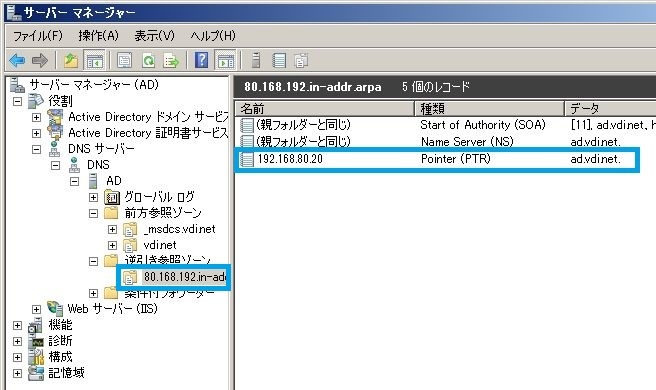 サーバー マネージャー
ファイル(F) 操作(A) 表示(V) ヘルプ(H)
サーバー マネージャー (AD)
役割
Active Directory ドメイン サービス
Active Directory 証明書サービス
DNS サーバー
DNS
AD
グローバル ログ
前方参照ゾーン
_msdcs.vdi.net
vdi.net
逆引き参照ゾーン
80.168.192.in-add
条件付フォワーダー
Web サーバー (IIS)
機能
診断
構成
記憶域
80.168.192.in-addr.arpa 5 個のレコード
名前 種類 データ
(親フォルダーと同じ) Start of Authority (SOA) [11], ad.vdi.net., h
(親フォルダーと同じ) Name Server (NS) ad.vdi.net.
192.168.80.20 Pointer (PTR) ad.vdi.net.